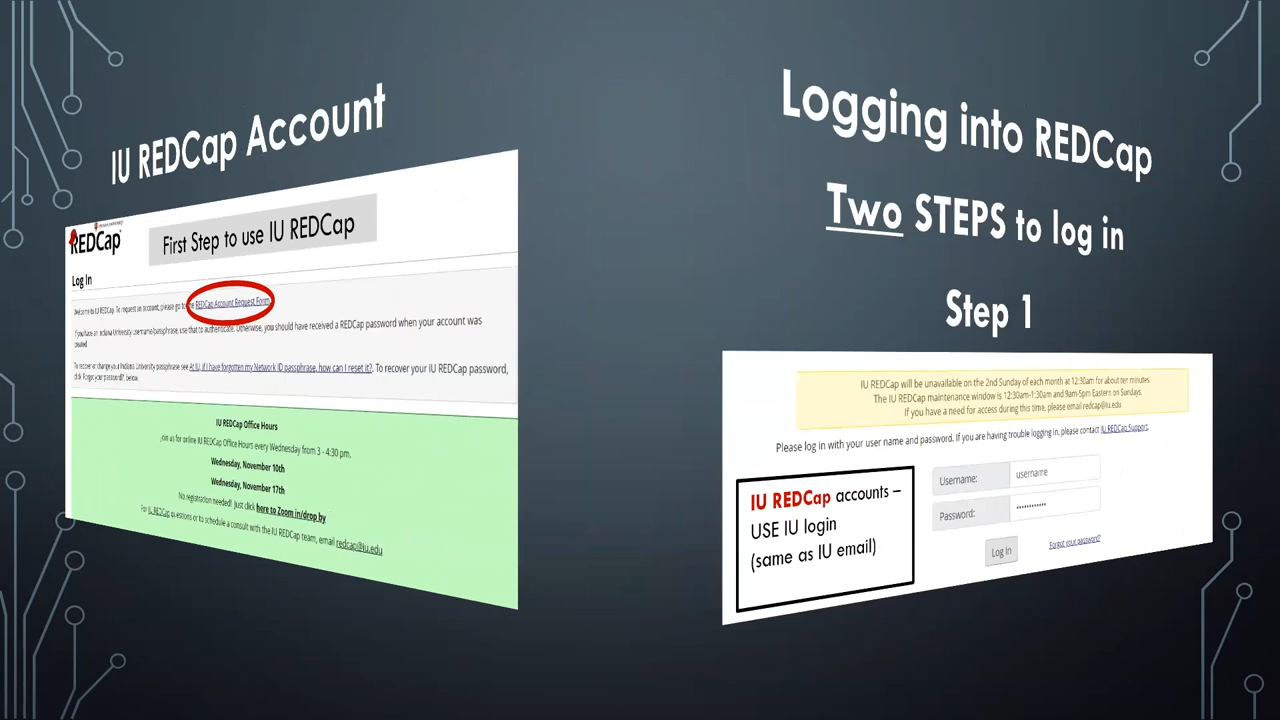 IU REDCap Account
REDCap
First Step to use IU REDCap
Log In
Welcome to IU REDCap. To request an account, please go to the REDCap Account Request Form.
If you have an Indiana University username/passphrase, use that to authenticate. Otherwise, you should have received a REDCap password when your account was
created.
To recover or change your Indiana University passphrase see At IU, if I have forgotten my Network ID passphrase, how can I reset it?. To recover your IU REDCap password,
click Forgot your password?, below.
IU REDCap Office Hours
Join us for online IU REDCap Office Hours every Wednesday from 3 - 4:30 pm.
Wednesday, November 10th
Wednesday, November 17th
No registration needed! Just click here to Zoom in/drop by
For IU REDCap questions or to schedule a consult with the IU REDCap team, email redcap@iu.edu
Logging into REDCap
Two STEPS to log in
Step 1
IU REDCap will be unavailable on the 2nd Sunday of each month at 12:30am for about ten minutes.
The IU REDCap maintenance window is 12:30am-1:30am and 9am-5pm Eastern on Sundays.
If you have a need for access during this time, please email redcap@iu.edu
Please log in with your user name and password. If you are having trouble logging in, please contact IU REDCap Support.
Username: username
Password: ••••••••••••
Log In Forgot your password?
IU REDCap accounts –
USE IU login
(same as IU email)